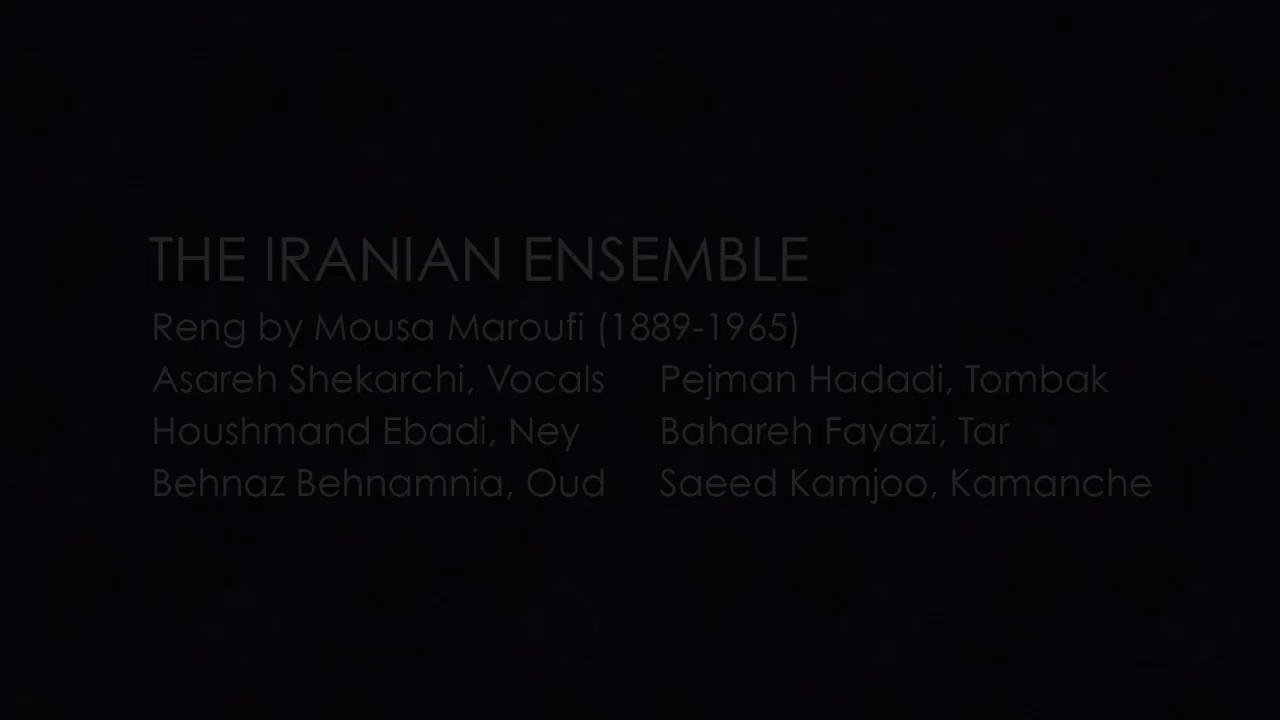 THE IRANIAN ENSEMBLE
Reng by Mousa Maroufi (1889-1965)
Asareh Shekarchi, Vocals Pejman Hadadi, Tombak
Houshmand Ebadi, Ney Bahareh Fayazi, Tar
Behnaz Behnamnia, Oud Saeed Kamjoo, Kamanche